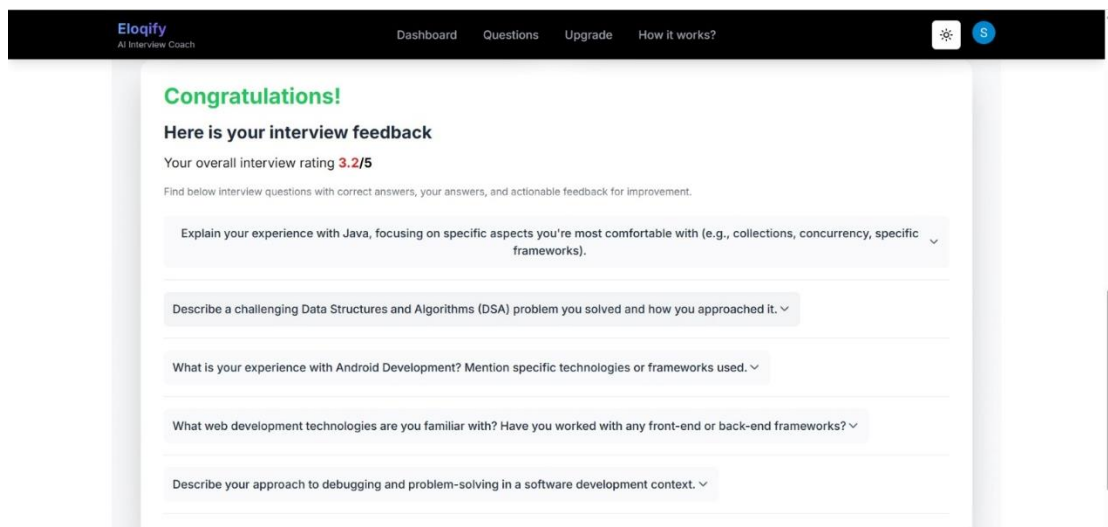 Eloqify
AI Interview Coach
Dashboard Questions Upgrade How it works?
S
Congratulations!
Here is your interview feedback
Your overall interview rating 3.2/5
Find below interview questions with correct answers, your answers, and actionable feedback for improvement.
Explain your experience with Java, focusing on specific aspects you're most comfortable with (e.g., collections, concurrency, specific
frameworks).
Describe a challenging Data Structures and Algorithms (DSA) problem you solved and how you approached it.
What is your experience with Android Development? Mention specific technologies or frameworks used.
What web development technologies are you familiar with? Have you worked with any front-end or back-end frameworks?
Describe your approach to debugging and problem-solving in a software development context.